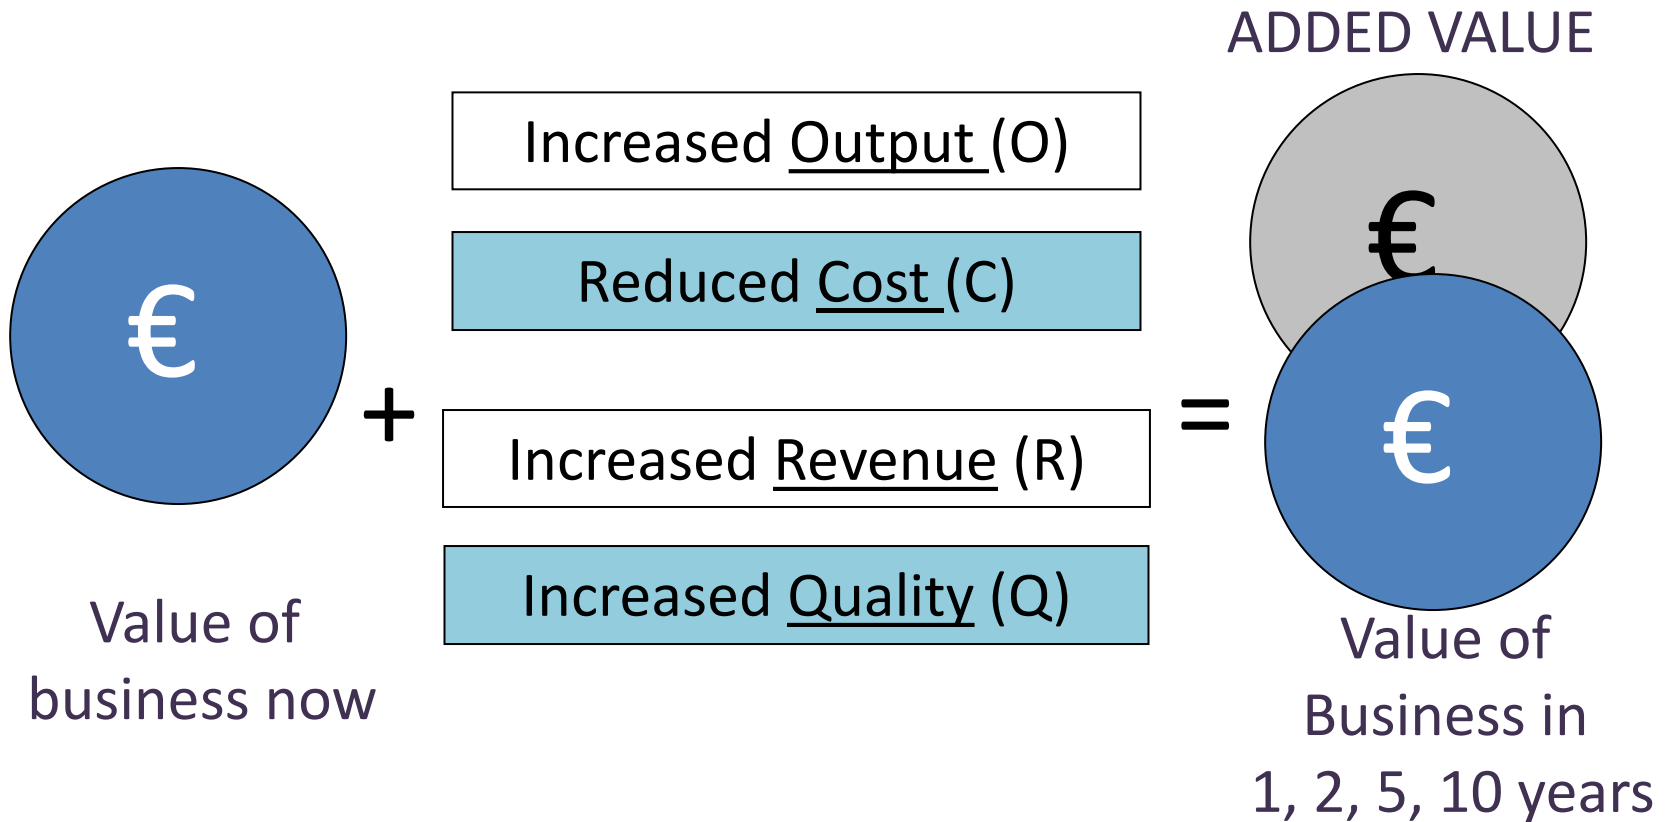 €
Value of
business now
+
Increased Output (O)
Reduced Cost (C)
Increased Revenue (R)
Increased Quality (Q)
=
ADDED VALUE
€
€
Value of
Business in
1, 2, 5, 10 years